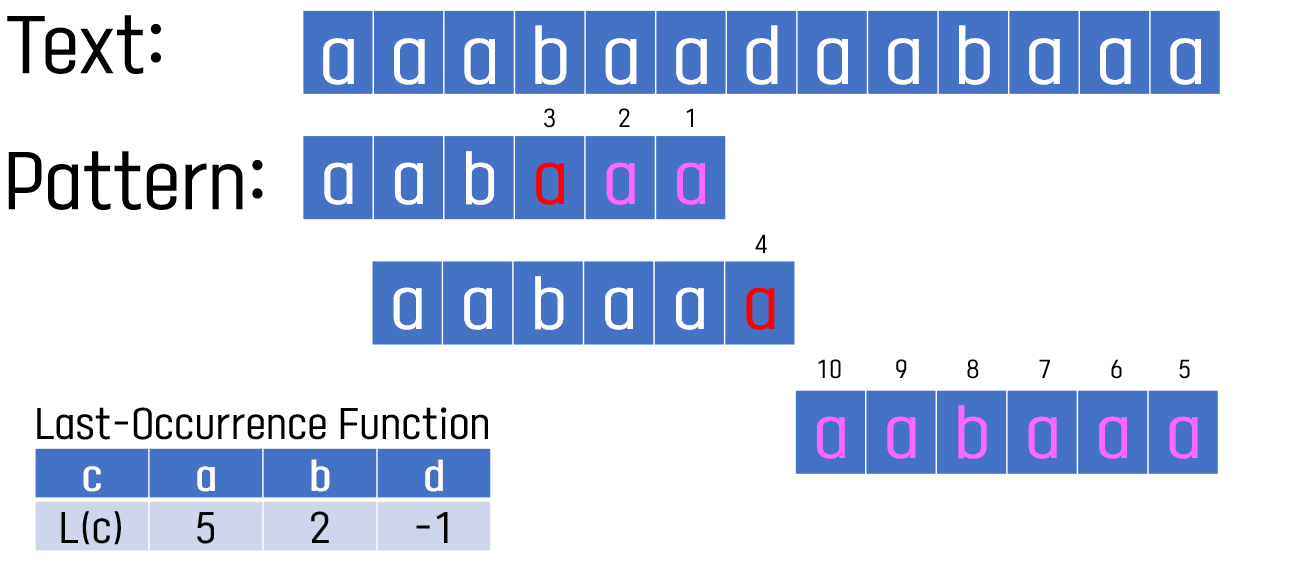 Text: a a a b a a d a a b a a a
3 2 1
Pattern: a a b a a a
4
a a b a a a
10 9 8 7 6 5
a a b a a a
Last-Occurrence Function
c a b d
L(c) 5 2 -1